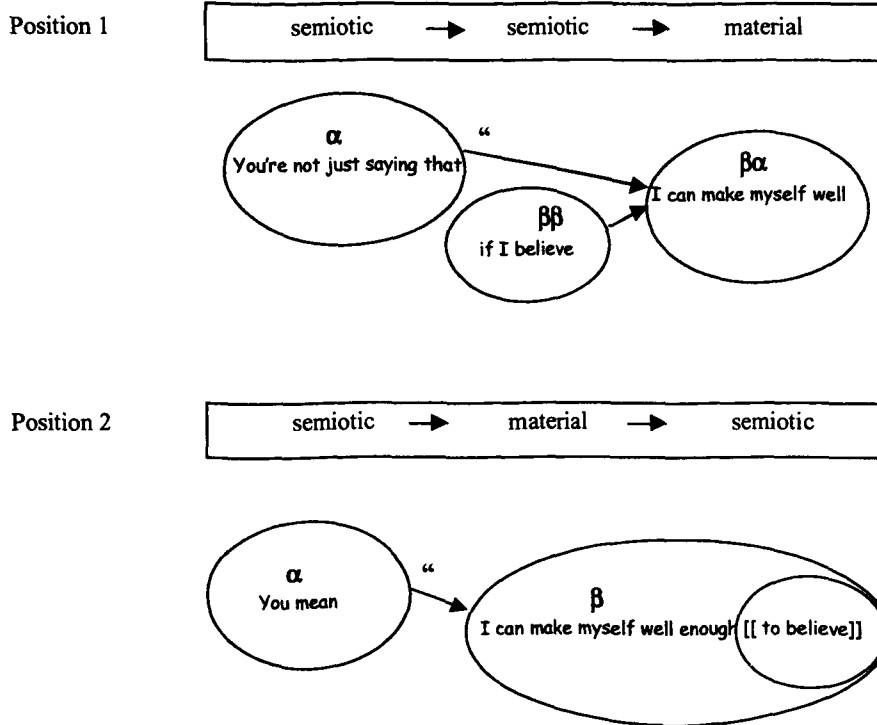 Position 1 semiotic → semiotic → material
α “
You're not just saying that
βα
I can make myself well
ββ
if I believe
Position 2 semiotic → material → semiotic
α “
You mean
β
I can make myself well enough [[ to believe]]